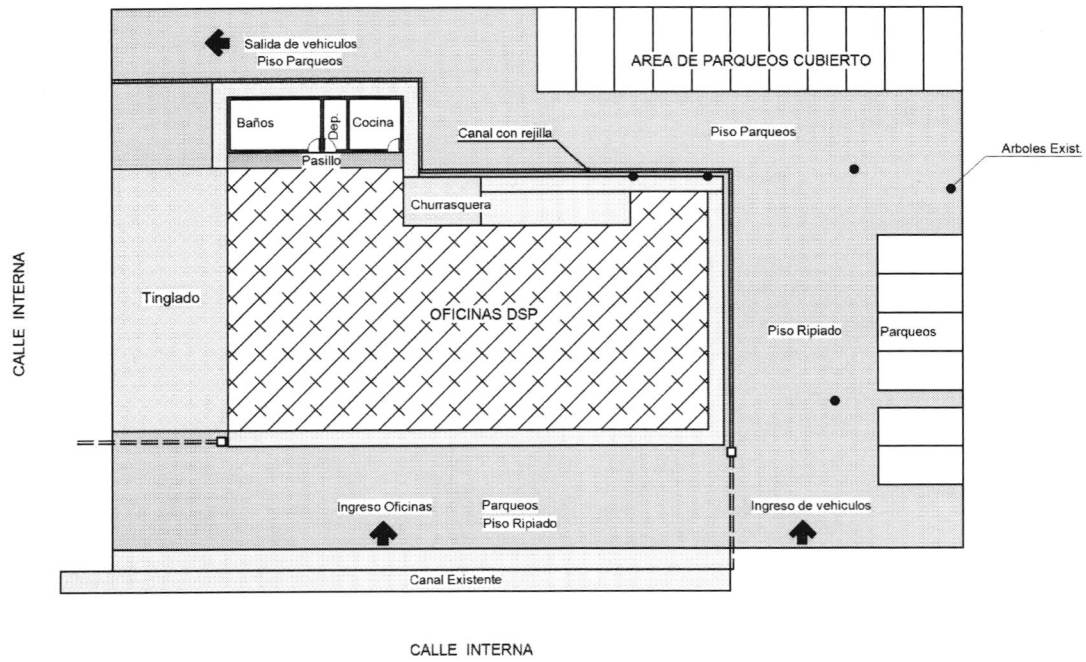 Salida de vehiculos
Piso Parqueos
AREA DE PARQUEOS CUBIERTO
Baños
Dep.
Cocina
Canal con rejilla
Piso Parqueos
Arboles Exist.
Pasillo
Churrasquera
CALLE INTERNA
Tinglado
OFICINAS DSP
Piso Ripiado
Parqueos
Ingreso Oficinas
Parqueos
Piso Ripiado
Ingreso de vehiculos
Canal Existente
CALLE INTERNA